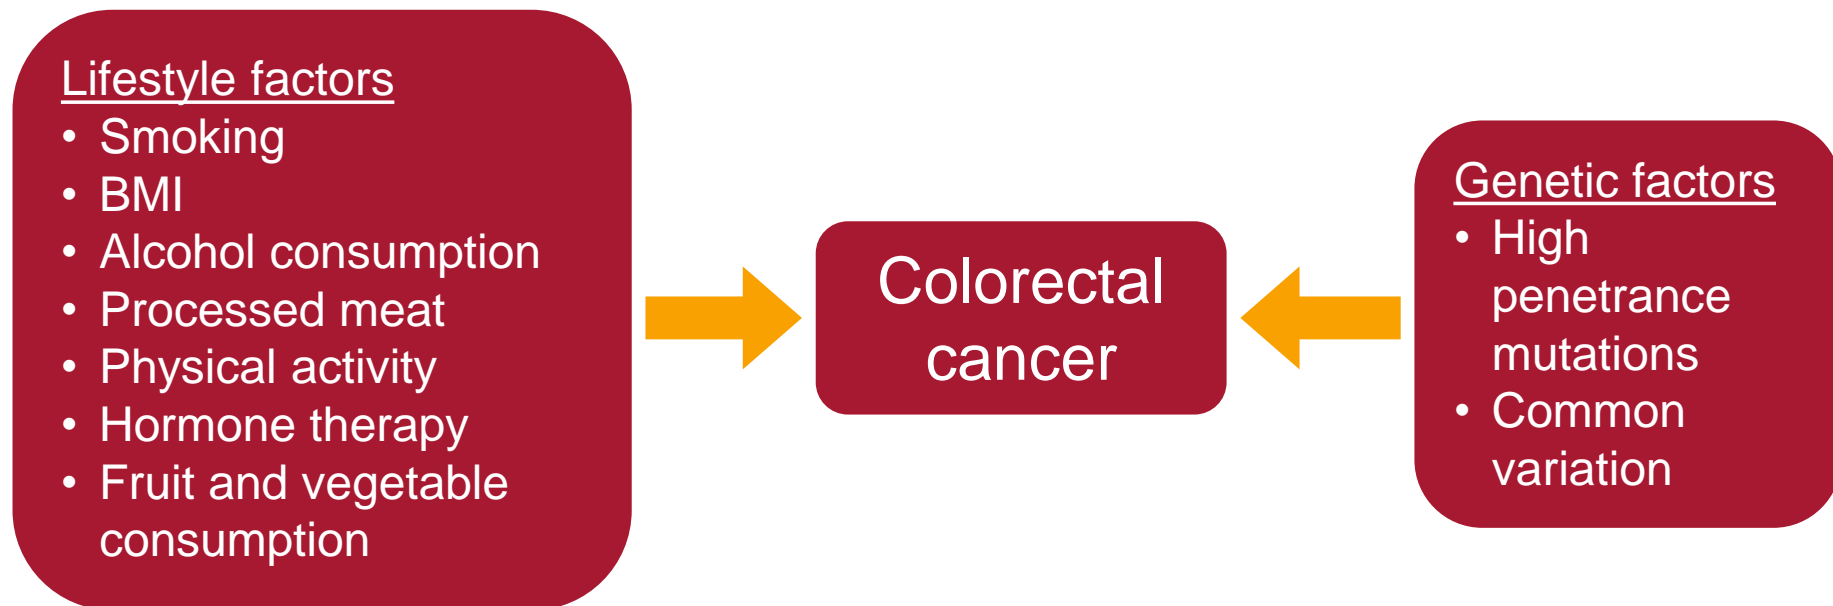 Lifestyle factors
• Smoking
• BMI
• Alcohol consumption
• Processed meat
• Physical activity
• Hormone therapy
• Fruit and vegetable
consumption
Colorectal
cancer
Genetic factors
• High
penetrance
mutations
• Common
variation